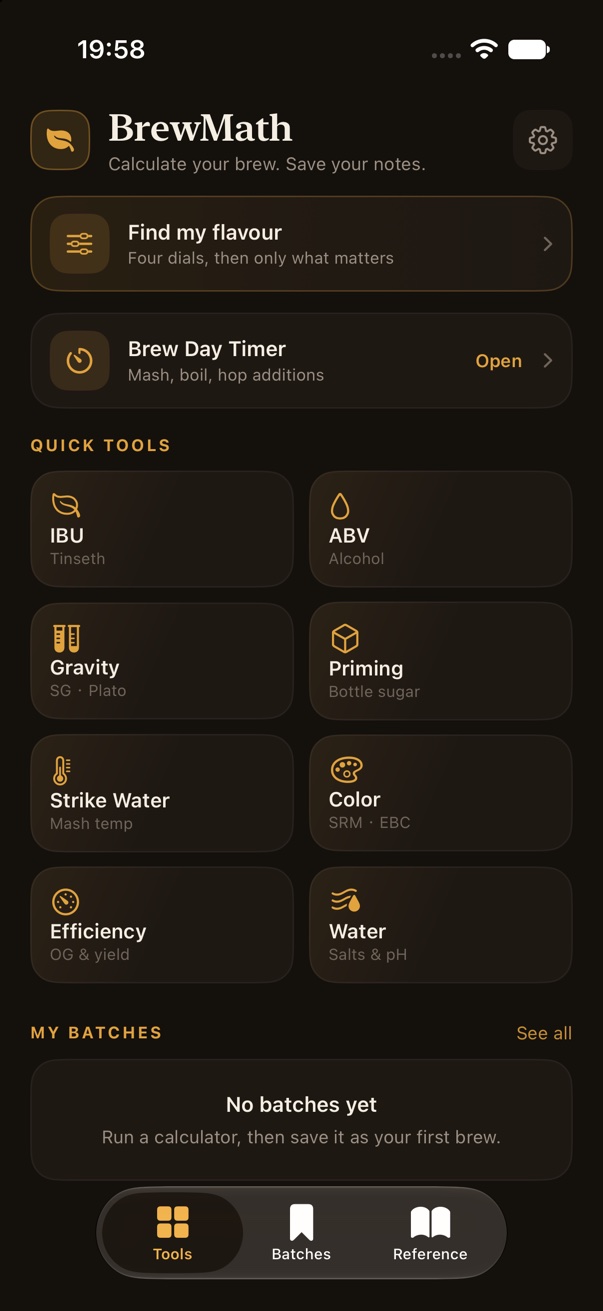 19:58
BrewMath
Calculate your brew. Save your notes.
Find my flavour
Four dials, then only what matters
Brew Day Timer
Mash, boil, hop additions
Open
QUICK TOOLS
IBU
Tinseth
ABV
Alcohol
Gravity
SG · Plato
Priming
Bottle sugar
Strike Water
Mash temp
Color
SRM · EBC
Efficiency
OG & yield
Water
Salts & pH
MY BATCHES
See all
No batches yet
Run a calculator, then save it as your first brew.
Tools
Batches
Reference